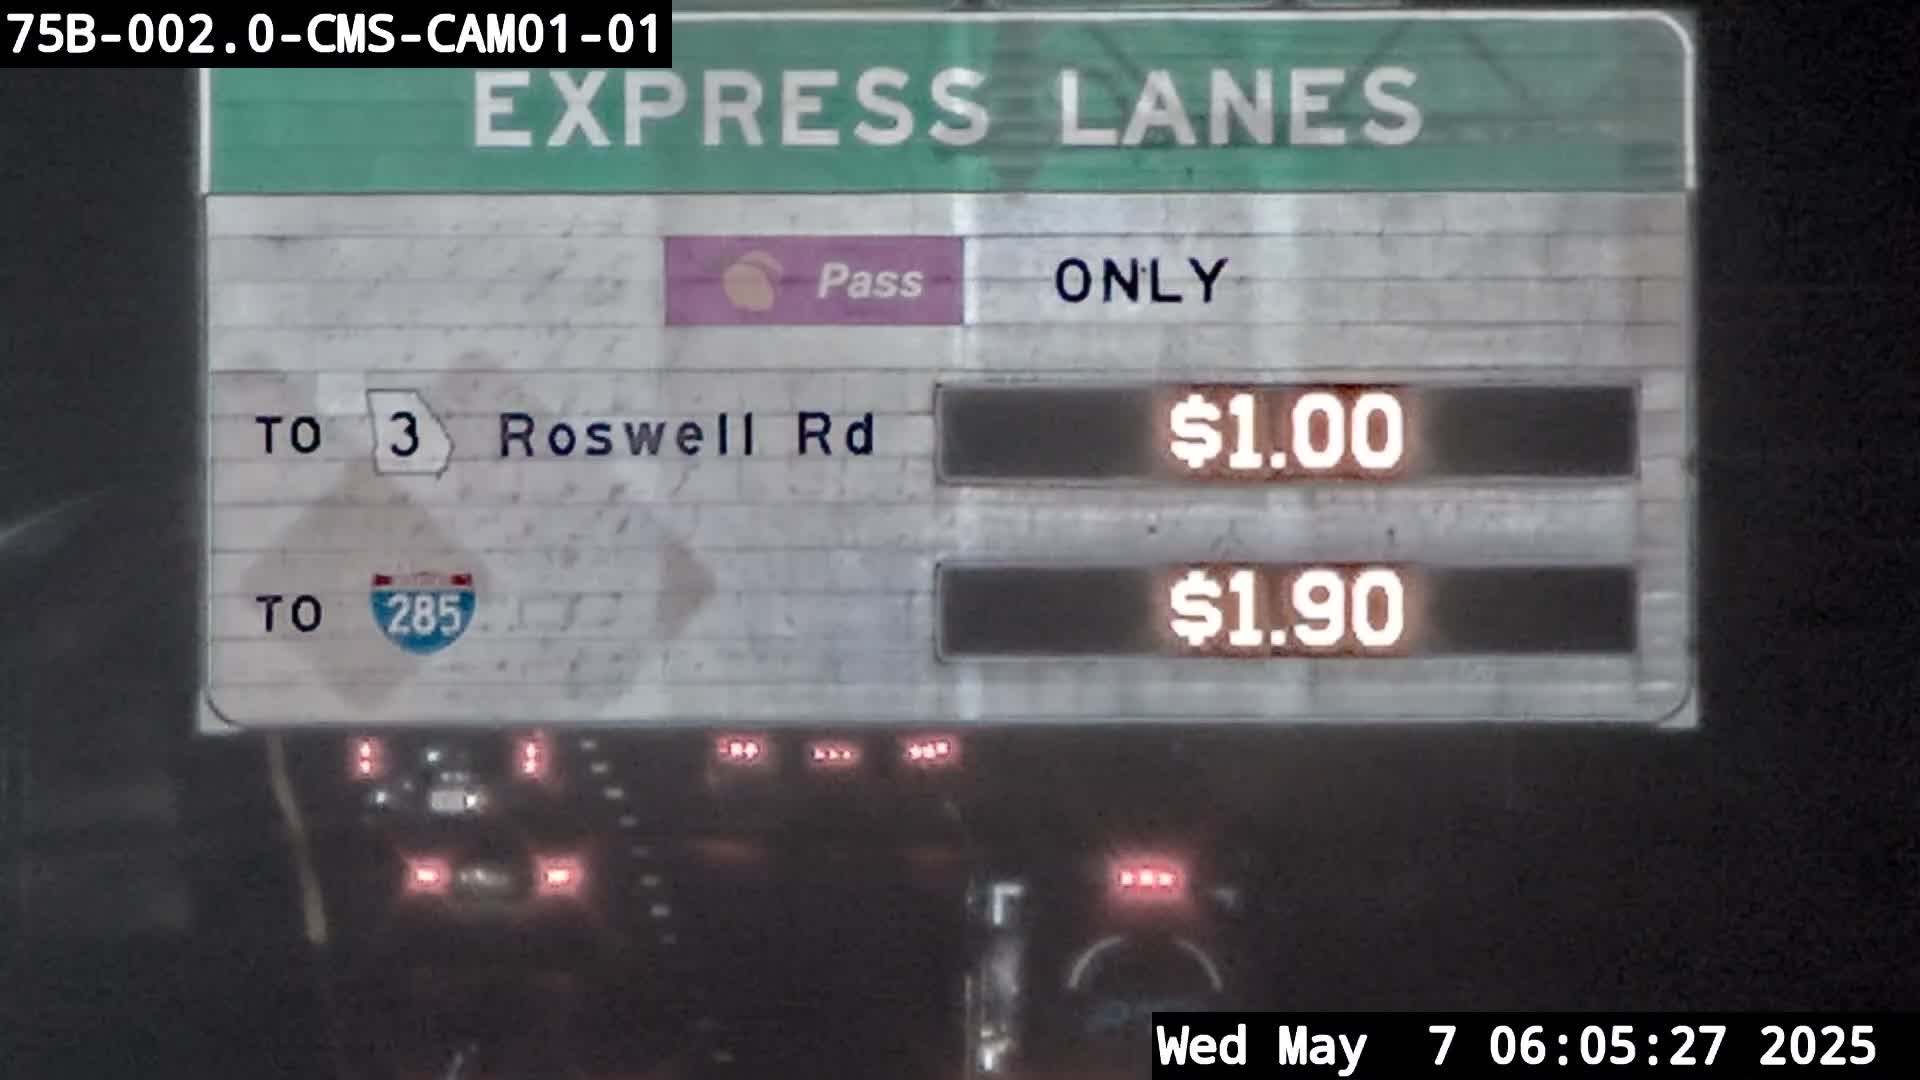 75B-002.0-CMS-CAM01-01
EXPRESS LANES
Pass ONLY
TO 3 Roswell Rd $1.00
TO 285 $1.90
Wed May 7 06:05:27 2025